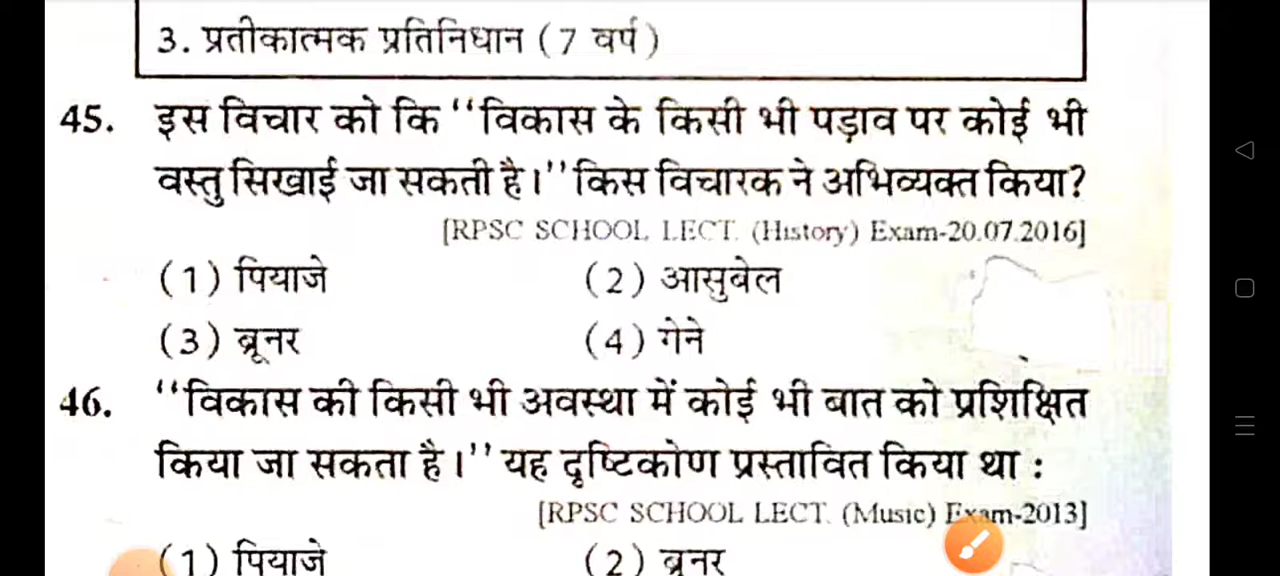 3. प्रतीकात्मक प्रतिनिधान (7 वर्ष)
45. इस विचार को कि ‘‘विकास के किसी भी पड़ाव पर कोई भी
वस्तु सिखाई जा सकती है।’’ किस विचारक ने अभिव्यक्त किया?
[RPSC SCHOOL LECT. (History) Exam-20.07.2016]
(1) पियाजे (2) आसुबेल
(3) ब्रूनर (4) गेने
46. ‘‘विकास की किसी भी अवस्था में कोई भी बात को प्रशिक्षित
किया जा सकता है।’’ यह दृष्टिकोण प्रस्तावित किया था :
[RPSC SCHOOL LECT. (Music) Exam-2013]
(1) पियाजे (2) ब्रूनर